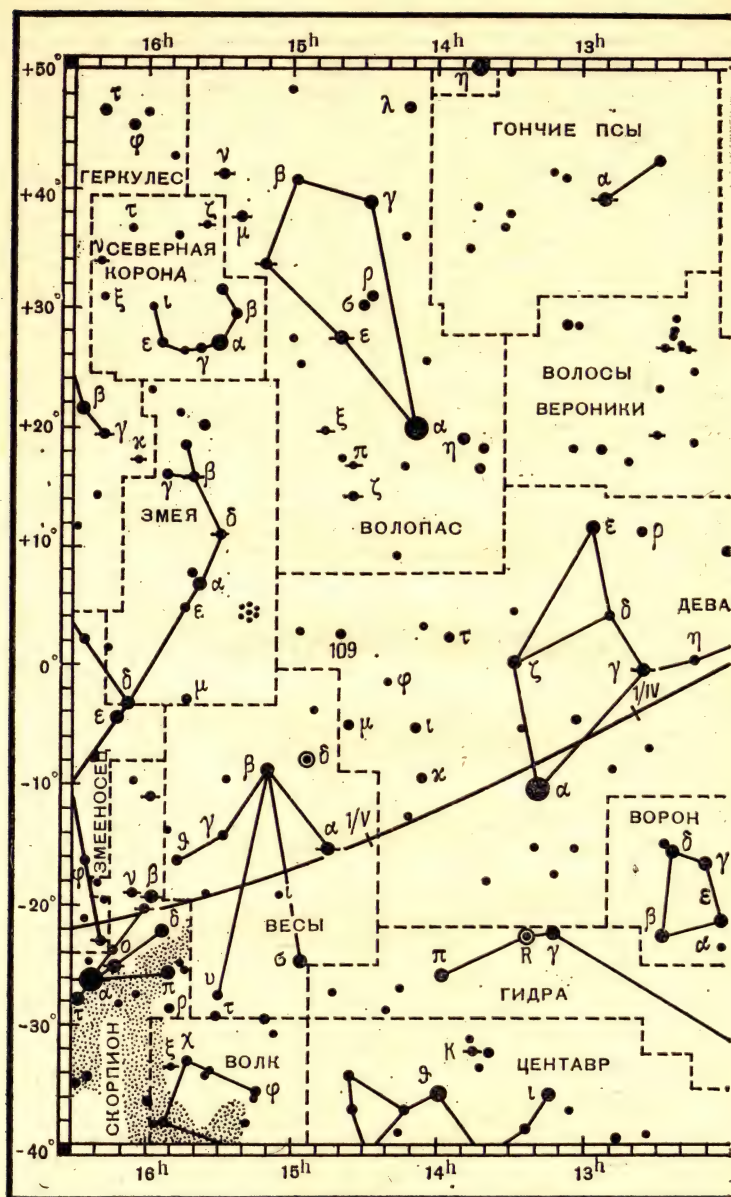 16h 15h 14h 13h
+50°
τ φ ν λ η
ГОНЧИЕ ПСЫ
ГЕРКУЛЕС
β γ α
+40°
τ ζ μ
ν СЕВЕРНАЯ
КОРОНА
ξ ι β ρ σ
+30°
ε γ α ε
ВОЛОСЫ
ВЕРОНИКИ
β
+20°
γ κ ξ α η
γ β π
ζ
ЗМЕЯ δ ВОЛОПАС ε ρ
+10°
α
ε δ ДЕВА
109 τ ζ γ η
0°
δ μ φ 1/IV
ε μ ι
β δ
-10°
κ α
ЗМЕЕНОСЕЦ
ϑ γ α 1/V ВОРОН
δ γ
φ
ν β ι ε
-20°
δ ВЕСЫ β α
ο σ π R γ
α π υ
τ ρ τ ГИДРА
-30°
ξ χ ВОЛК К ЦЕНТАВР
φ ϑ ι
СКОРПИОН
-40°
16h 15h 14h 13h